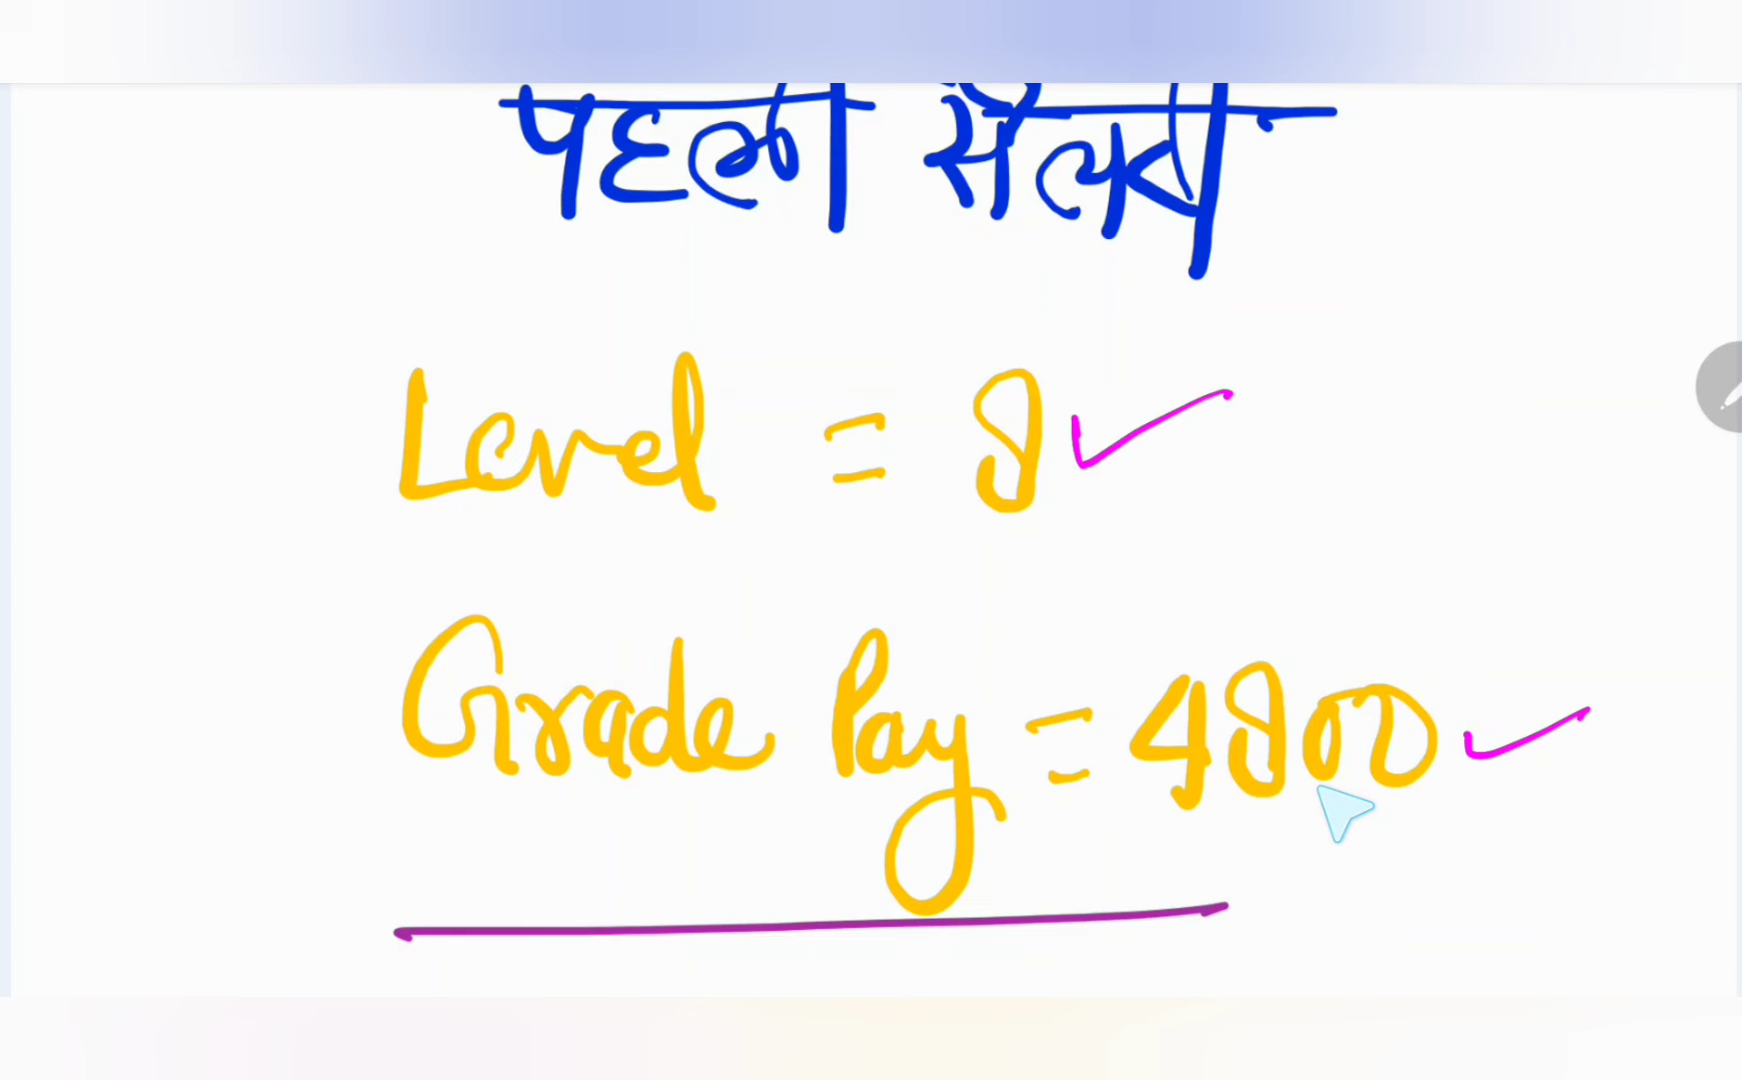 पहली सैलरी
Level = 8
Grade Pay = 4800